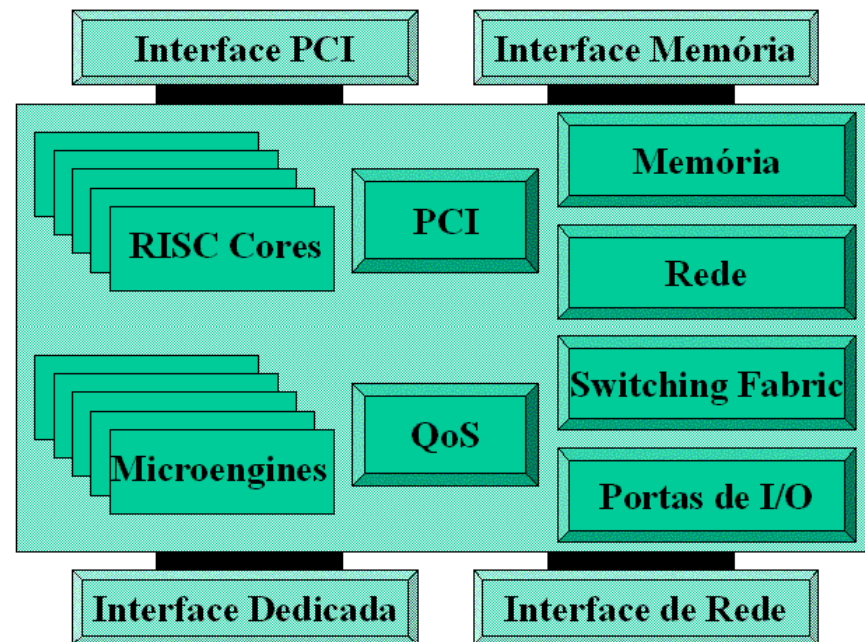 Interface PCI
Interface Memória
RISC Cores
PCI
Memória
Rede
Microengines
QoS
Switching Fabric
Portas de I/O
Interface Dedicada
Interface de Rede